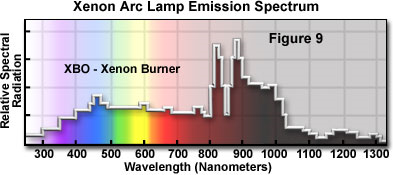 Xenon Arc Lamp Emission Spectrum
Figure 9
XBO - Xenon Burner
Relative Spectral
Radiation
300 400 500 600 700 800 900 1000 1100 1200 1300
Wavelength (Nanometers)